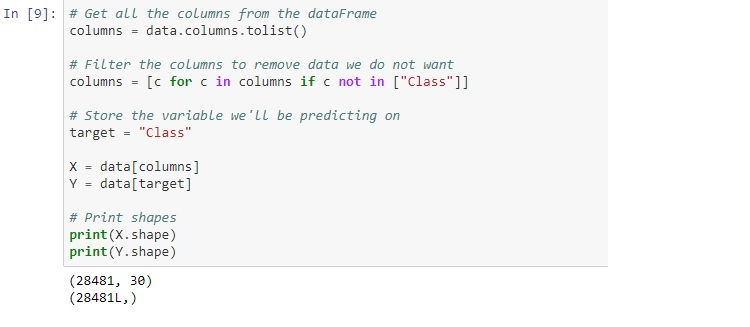 In [9]: # Get all the columns from the dataFrame
columns = data.columns.tolist()
# Filter the columns to remove data we do not want
columns = [c for c in columns if c not in ["Class"]]
# Store the variable we'll be predicting on
target = "Class"
X = data[columns]
Y = data[target]
# Print shapes
print(X.shape)
print(Y.shape)
(28481, 30)
(28481L,)